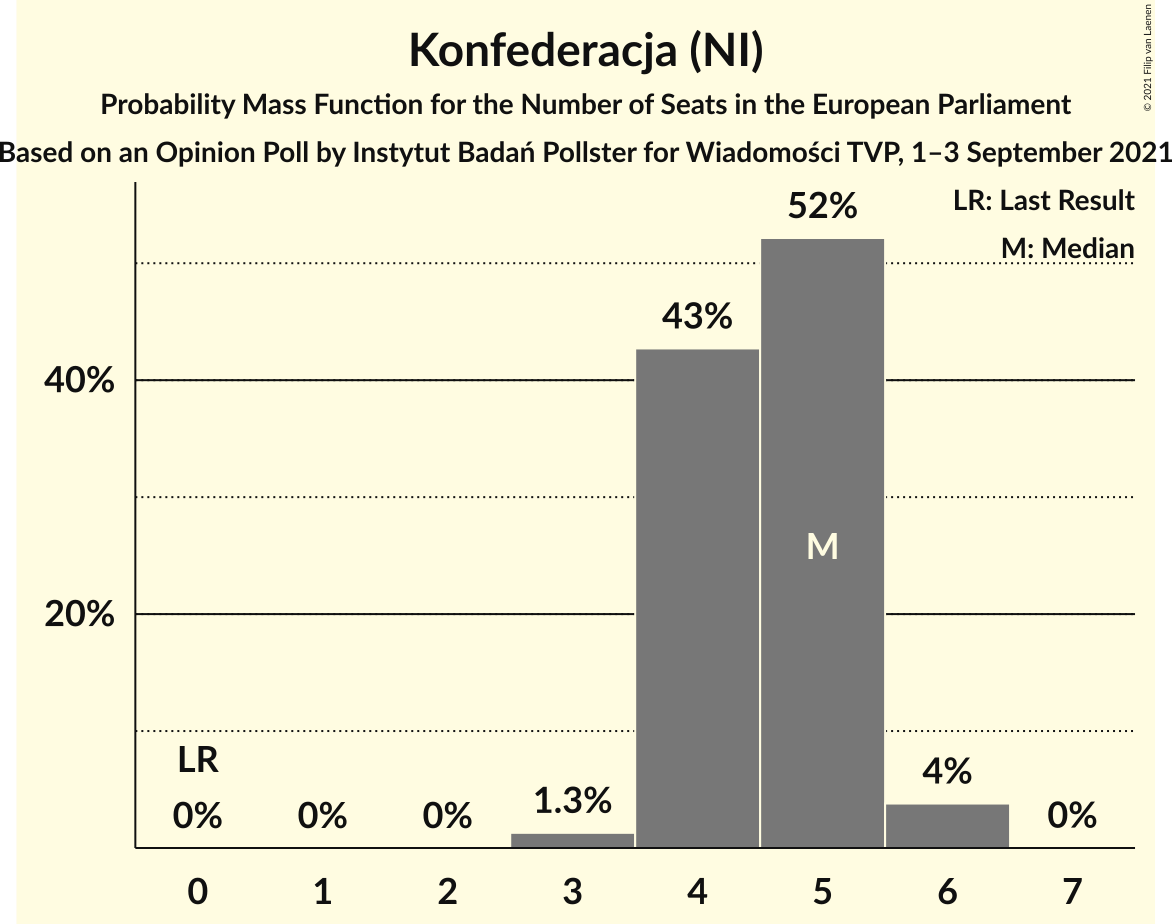 Konfederacja (NI)
Probability Mass Function for the Number of Seats in the European Parliament
Based on an Opinion Poll by Instytut Badań Pollster for Wiadomości TVP, 1–3 September 2021
© 2021 Filip van Laenen
LR: Last Result
M: Median
52%
43%
40%
M
20%
LR
0%
0%
0%
1.3%
4%
0%
0
1
2
3
4
5
6
7